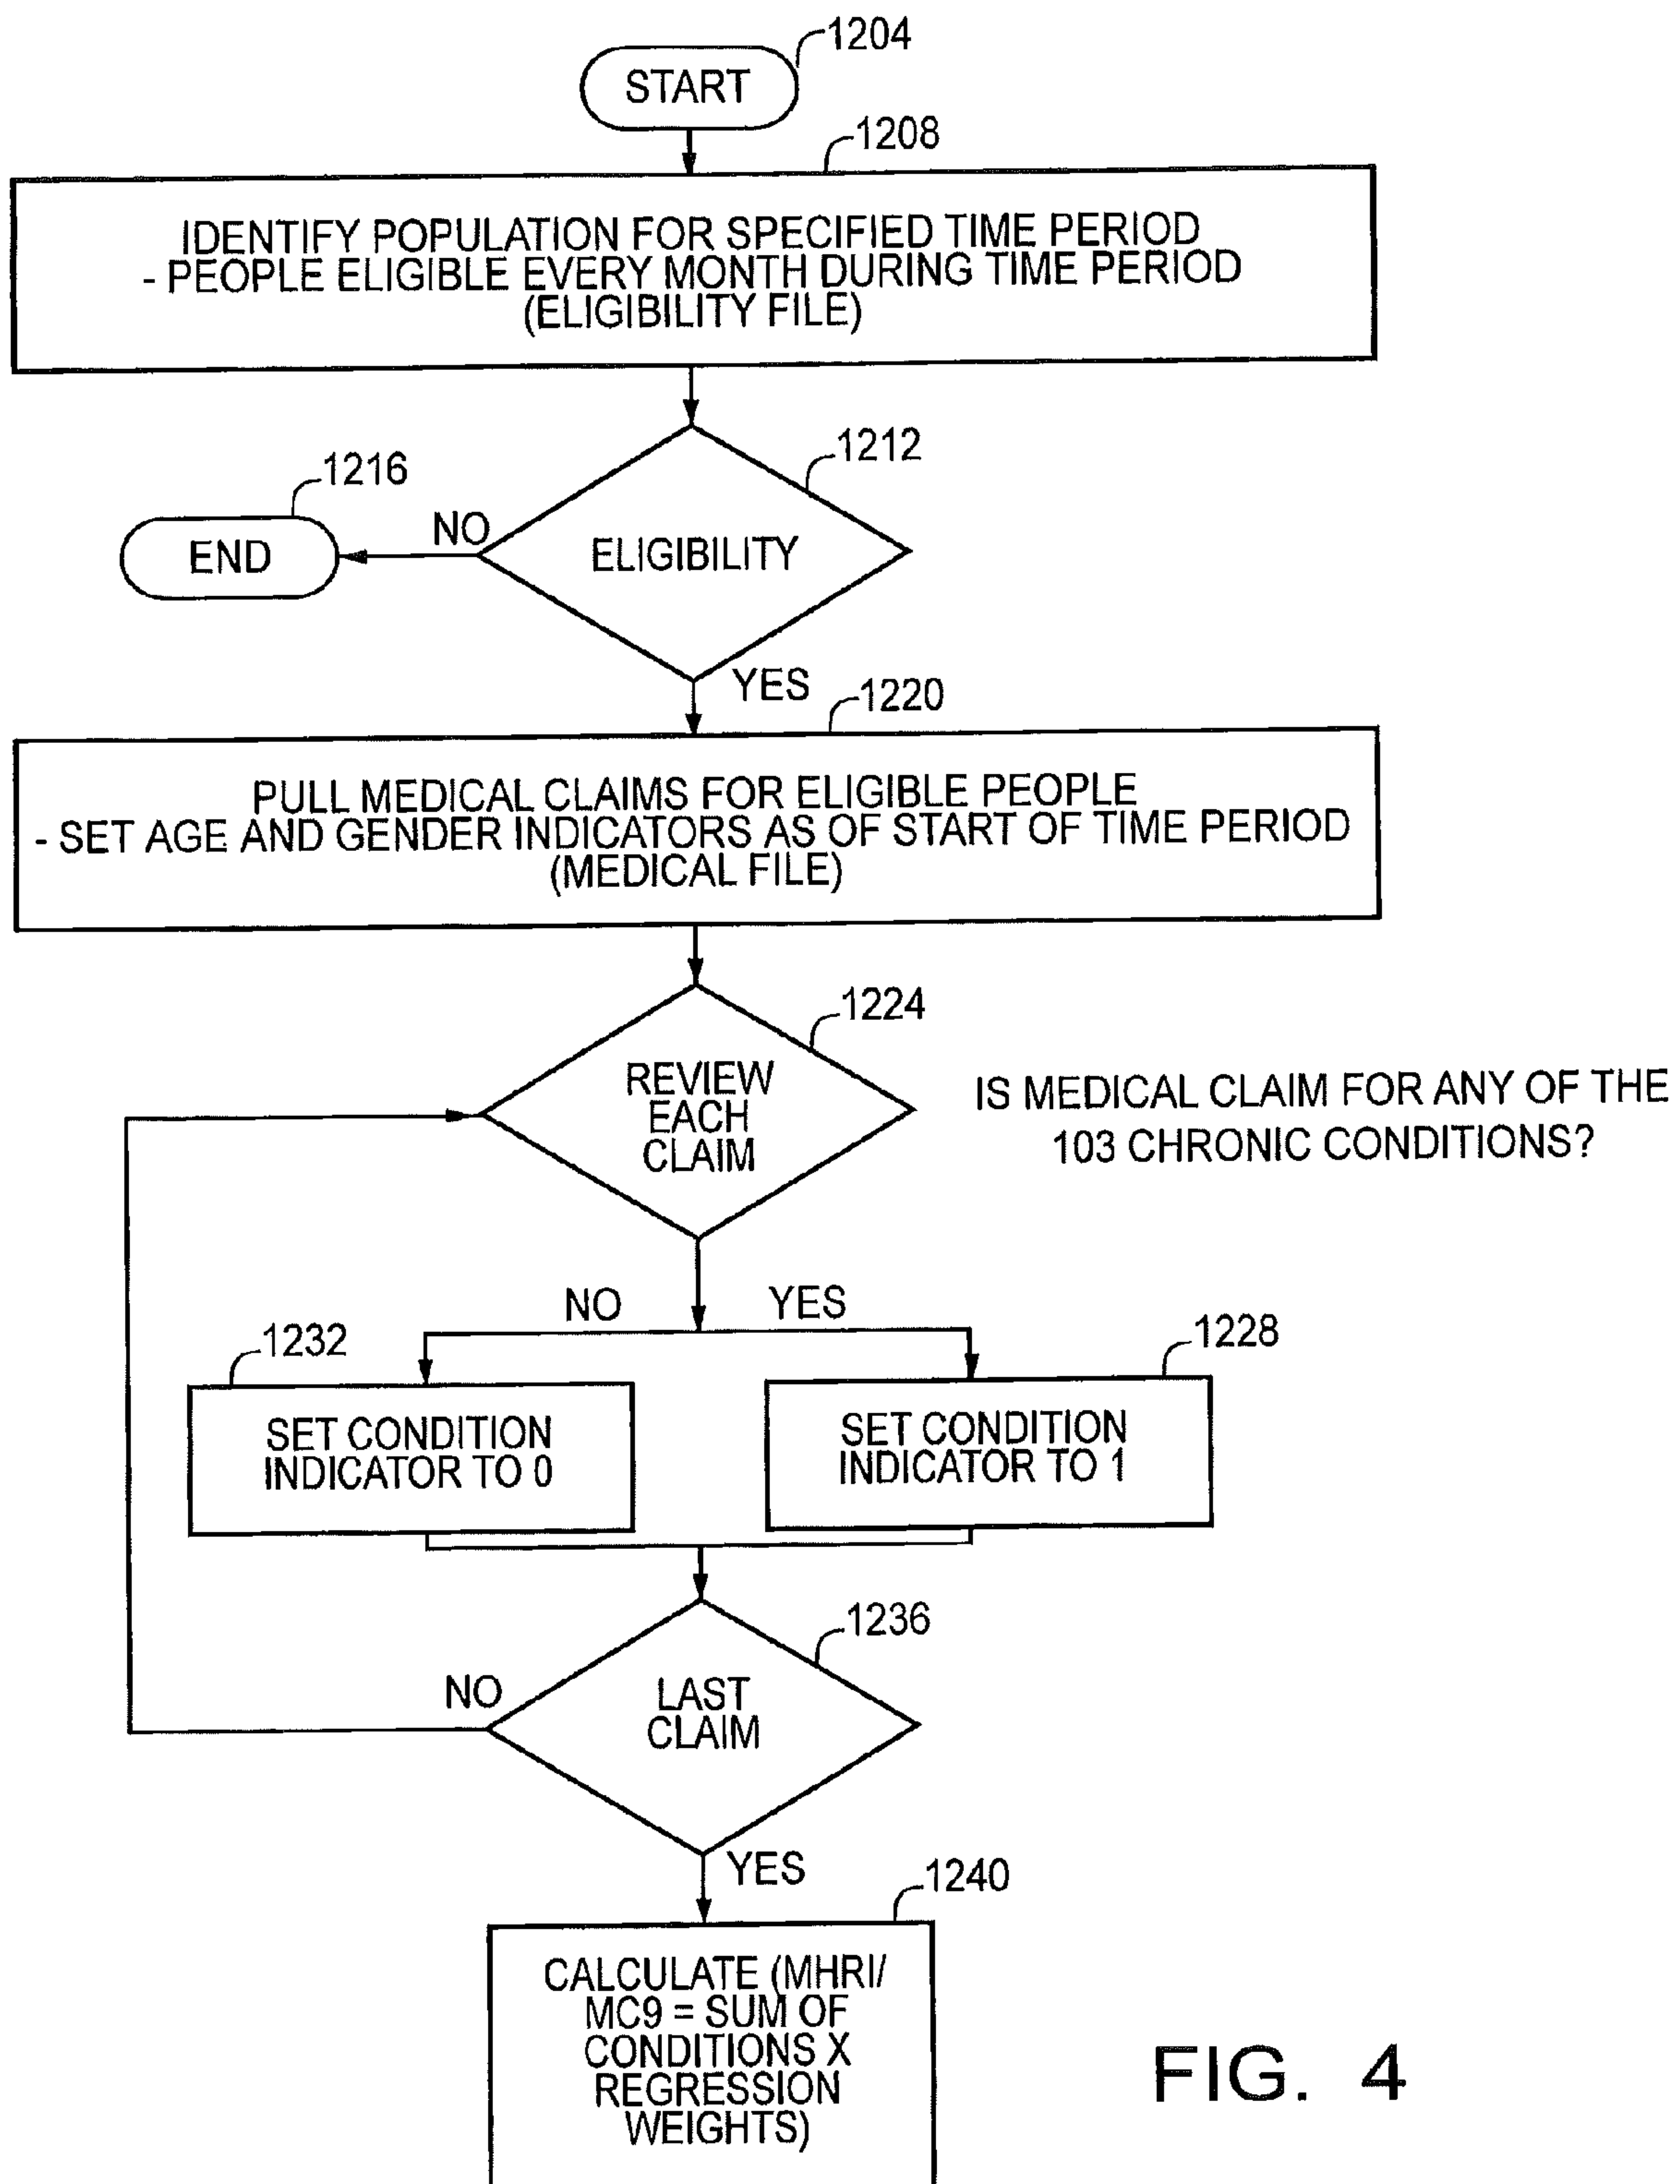 1204
START
1208
IDENTIFY POPULATION FOR SPECIFIED TIME PERIOD
- PEOPLE ELIGIBLE EVERY MONTH DURING TIME PERIOD
(ELIGIBILITY FILE)
1212
1216
NO
END
ELIGIBILITY
YES
1220
PULL MEDICAL CLAIMS FOR ELIGIBLE PEOPLE
- SET AGE AND GENDER INDICATORS AS OF START OF TIME PERIOD
(MEDICAL FILE)
1224
REVIEW
EACH
CLAIM
IS MEDICAL CLAIM FOR ANY OF THE
103 CHRONIC CONDITIONS?
NO
YES
1232
1228
SET CONDITION
INDICATOR TO 0
SET CONDITION
INDICATOR TO 1
1236
NO
LAST
CLAIM
YES
1240
CALCULATE (MHRI/
MC9 = SUM OF
CONDITIONS X
REGRESSION
WEIGHTS)
FIG. 4